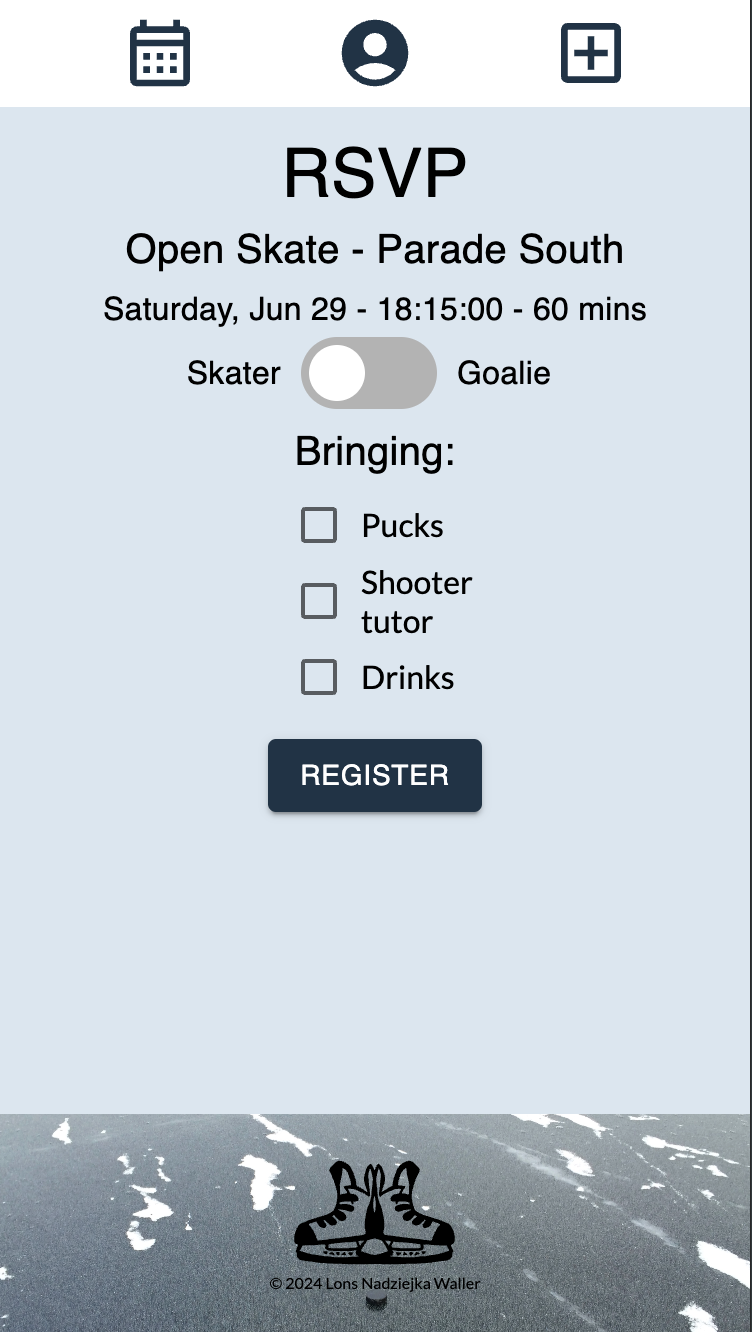 RSVP
Open Skate - Parade South
Saturday, Jun 29 - 18:15:00 - 60 mins
Skater Goalie
Bringing:
Pucks
Shooter
tutor
Drinks
REGISTER
© 2024 Lons Nadziejka Waller